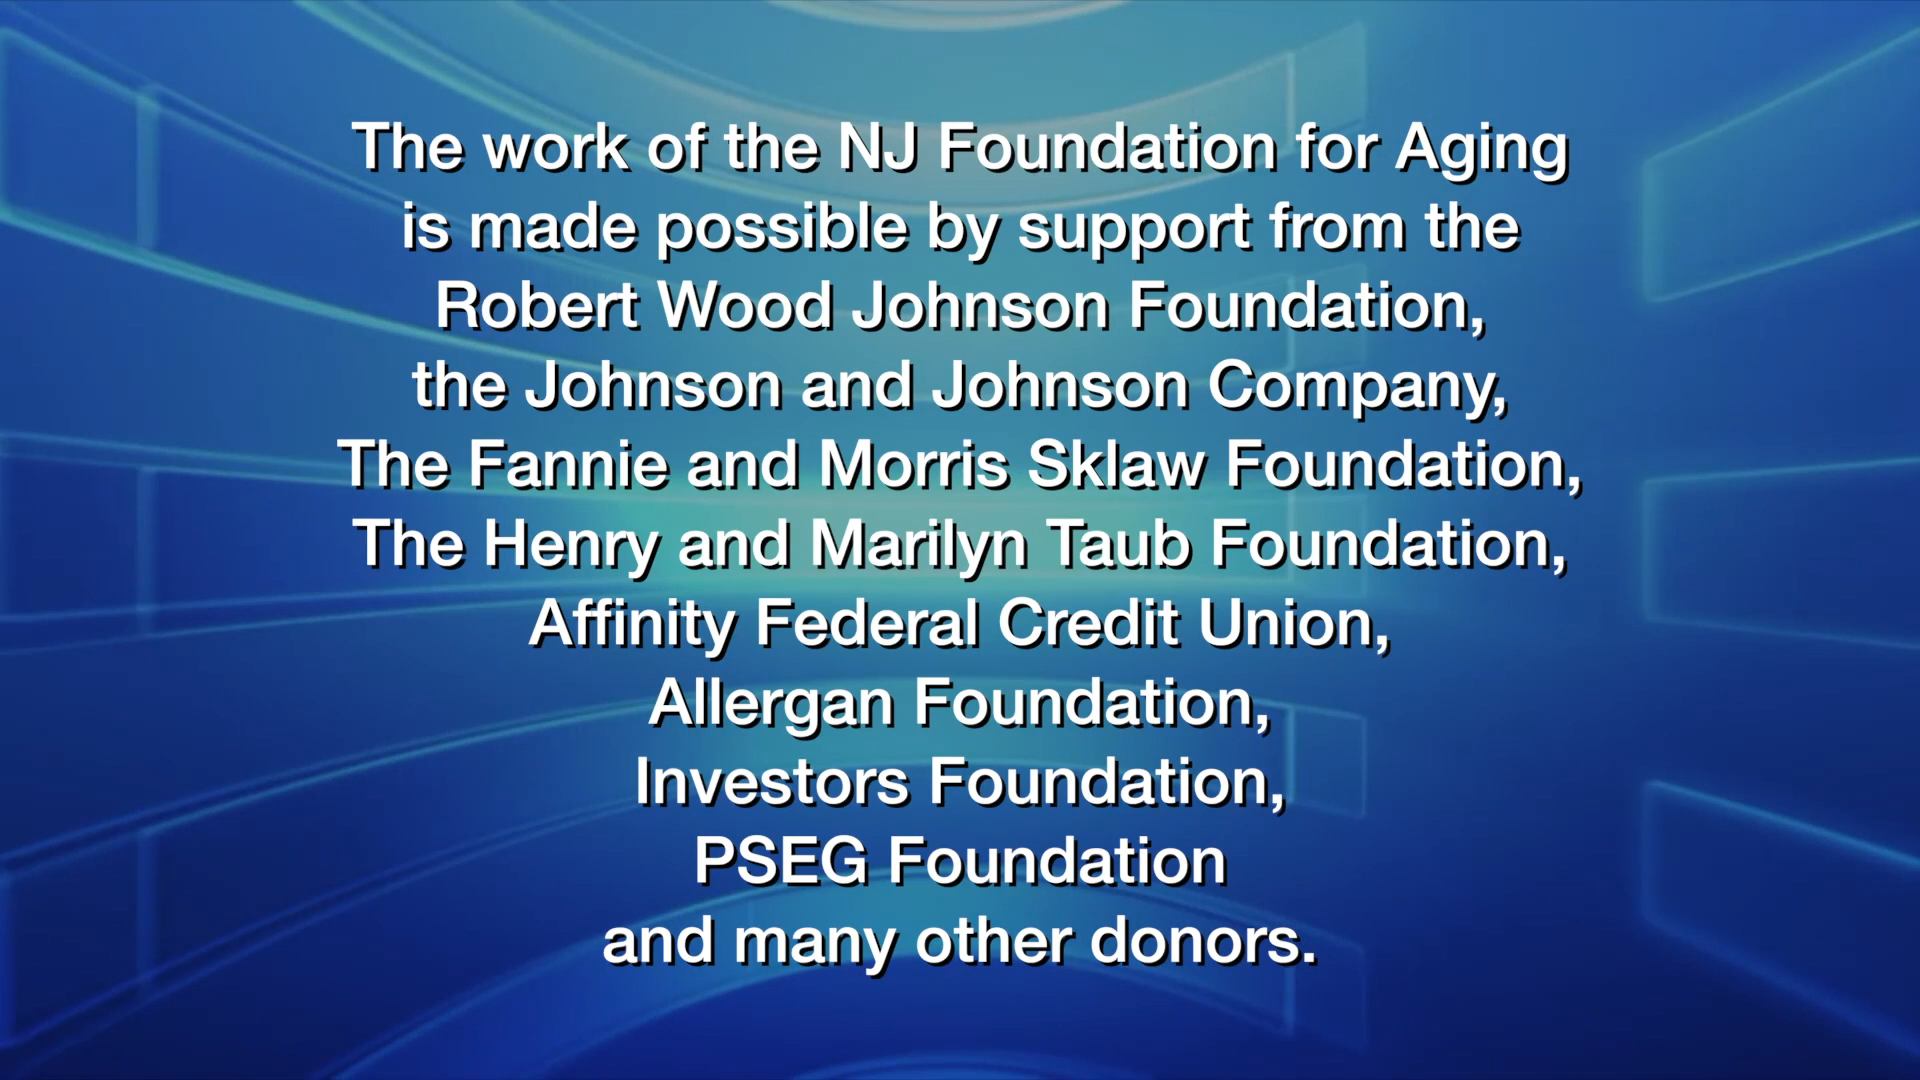 The work of the NJ Foundation for Aging
is made possible by support from the
Robert Wood Johnson Foundation,
the Johnson and Johnson Company,
The Fannie and Morris Sklaw Foundation,
The Henry and Marilyn Taub Foundation,
Affinity Federal Credit Union,
Allergan Foundation,
Investors Foundation,
PSEG Foundation
and many other donors.